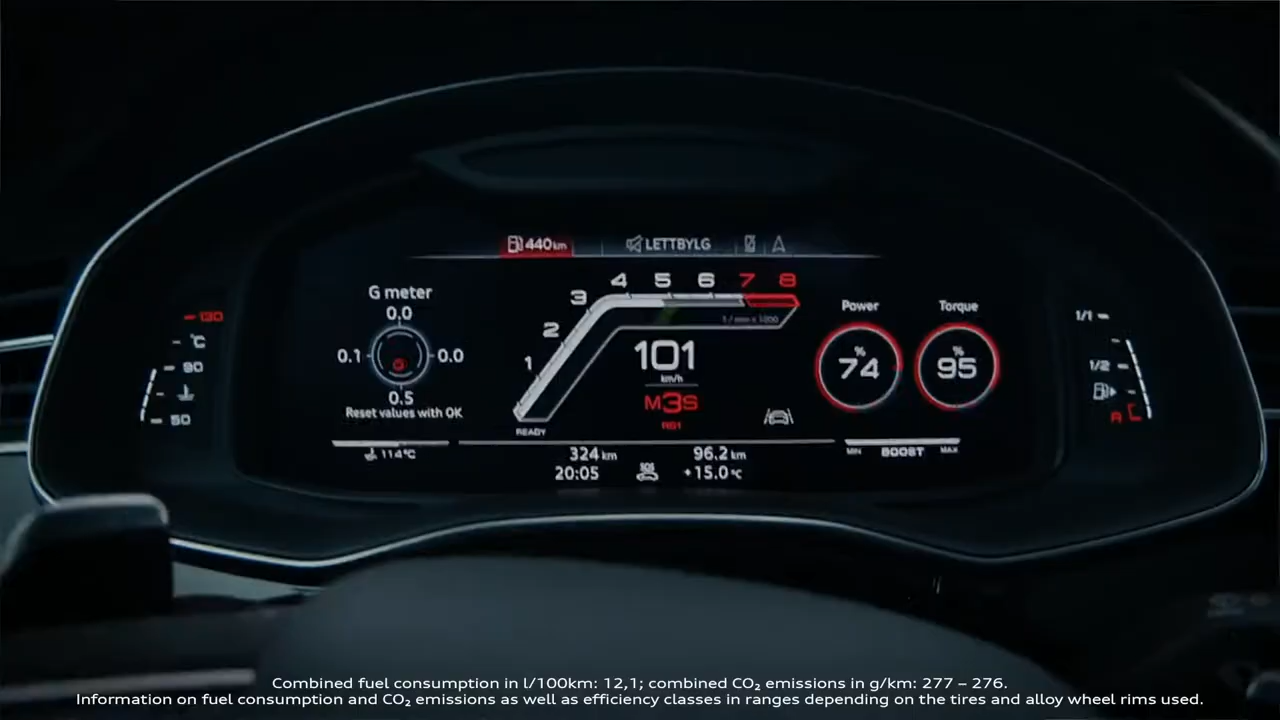 440 km
LETTBYLG
G meter
0.0
0.1
0.0
0.5
Reset values with OK
4 5 6 7 8
3
2
1
1 / min x 1000
READY
101
km/h
M3S
RS1
Power
%
74
Torque
%
95
130
°C
90
50
1/1
1/2
R
114°C
324 km
96.2 km
20:05
SOS
+15.0 °C
MIN BOOST MAX
Combined fuel consumption in l/100km: 12,1; combined CO₂ emissions in g/km: 277 – 276.
Information on fuel consumption and CO₂ emissions as well as efficiency classes in ranges depending on the tires and alloy wheel rims used.